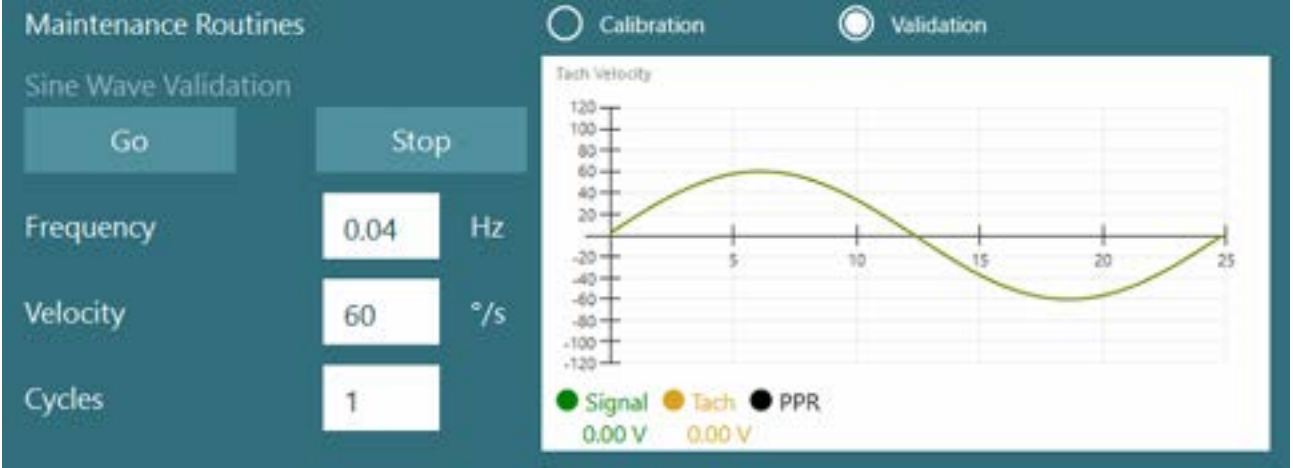 Maintenance Routines
Calibration
Validation
Sine Wave Validation
Go
Stop
Frequency
0.04
Hz
Velocity
60
°/s
Cycles
1
Tach Velocity
120
100
80
60
40
20
-20
-40
-60
-80
-100
-120
5
10
15
20
25
Signal
Tach
PPR
0.00 V
0.00 V